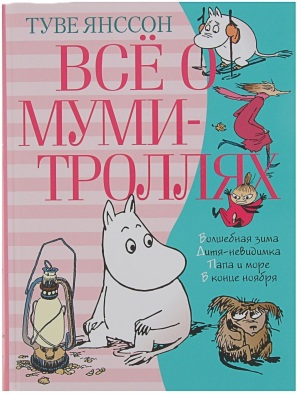 ТУВЕ ЯНССОН
ВСЁ О
МУМИ-
ТРОЛЛЯХ
Волшебная зима
Дитя-невидимка
Папа и море
В конце ноября